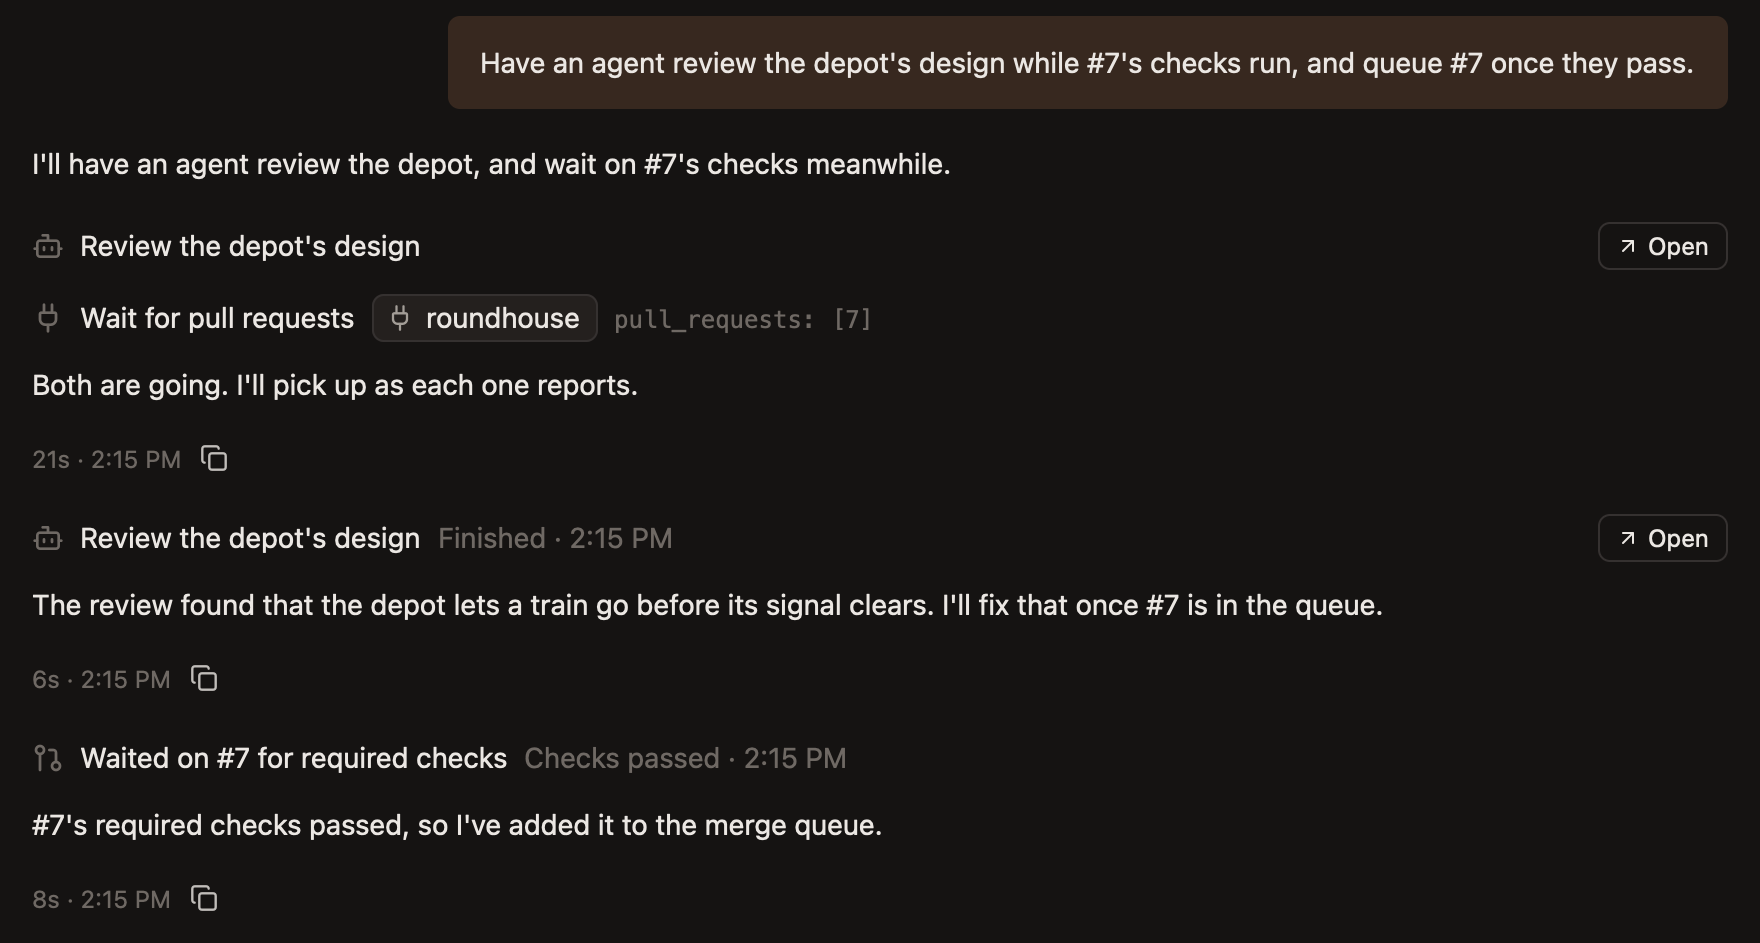 Have an agent review the depot's design while #7's checks run, and queue #7 once they pass.
I'll have an agent review the depot, and wait on #7's checks meanwhile.
Review the depot's design Open
Wait for pull requests roundhouse pull_requests: [7]
Both are going. I'll pick up as each one reports.
21s · 2:15 PM
Review the depot's design Finished · 2:15 PM Open
The review found that the depot lets a train go before its signal clears. I'll fix that once #7 is in the queue.
6s · 2:15 PM
Waited on #7 for required checks Checks passed · 2:15 PM
#7's required checks passed, so I've added it to the merge queue.
8s · 2:15 PM